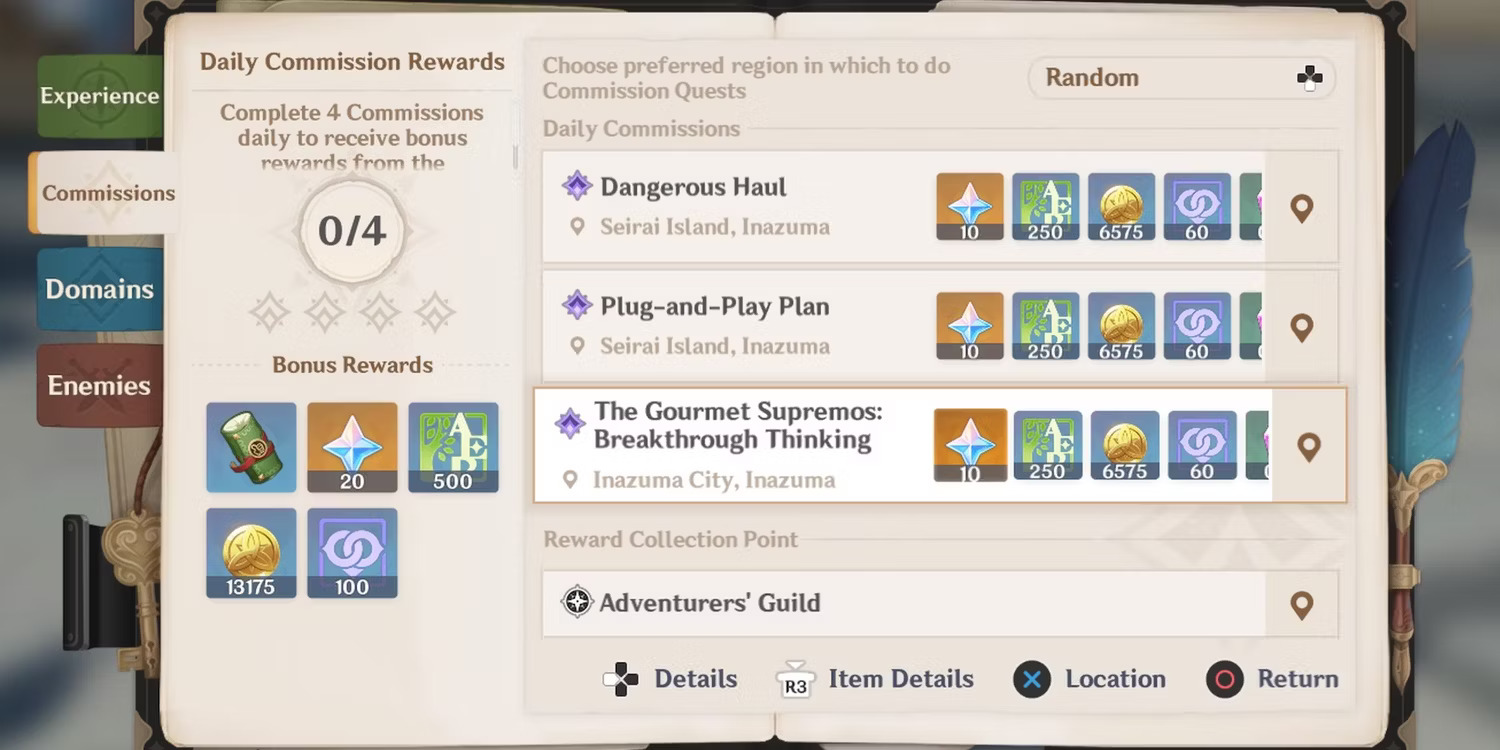 Experience
Commissions
Domains
Enemies
Daily Commission Rewards
Complete 4 Commissions
daily to receive bonus
rewards from the
0/4
Bonus Rewards
20
500
13175
100
Choose preferred region in which to do
Commission Quests
Random
Daily Commissions
Dangerous Haul
Seirai Island, Inazuma
10
250
6575
60
Plug-and-Play Plan
Seirai Island, Inazuma
10
250
6575
60
The Gourmet Supremos:
Breakthrough Thinking
Inazuma City, Inazuma
10
250
6575
60
Reward Collection Point
Adventurers' Guild
Details
R3
Item Details
Location
Return